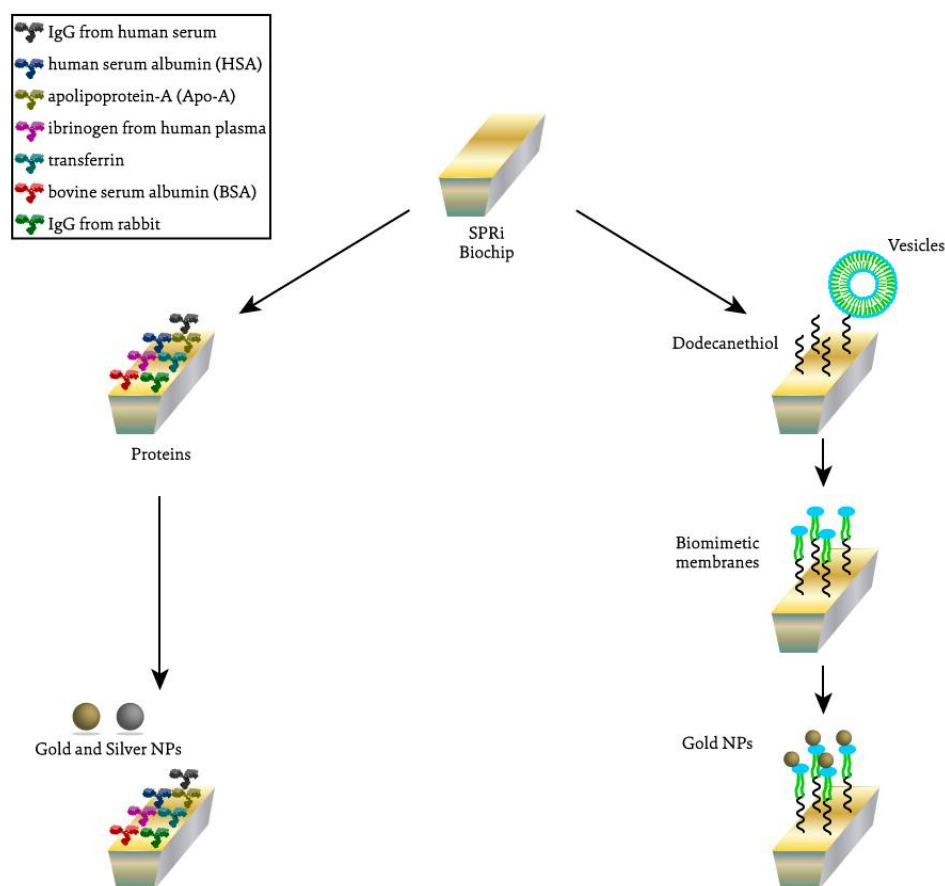 IgG from human serum
human serum albumin (HSA)
apolipoprotein-A (Apo-A)
ibrinogen from human plasma
transferrin
bovine serum albumin (BSA)
IgG from rabbit
SPRi
Biochip
Vesicles
Dodecanethiol
Proteins
Biomimetic
membranes
Gold and Silver NPs
Gold NPs